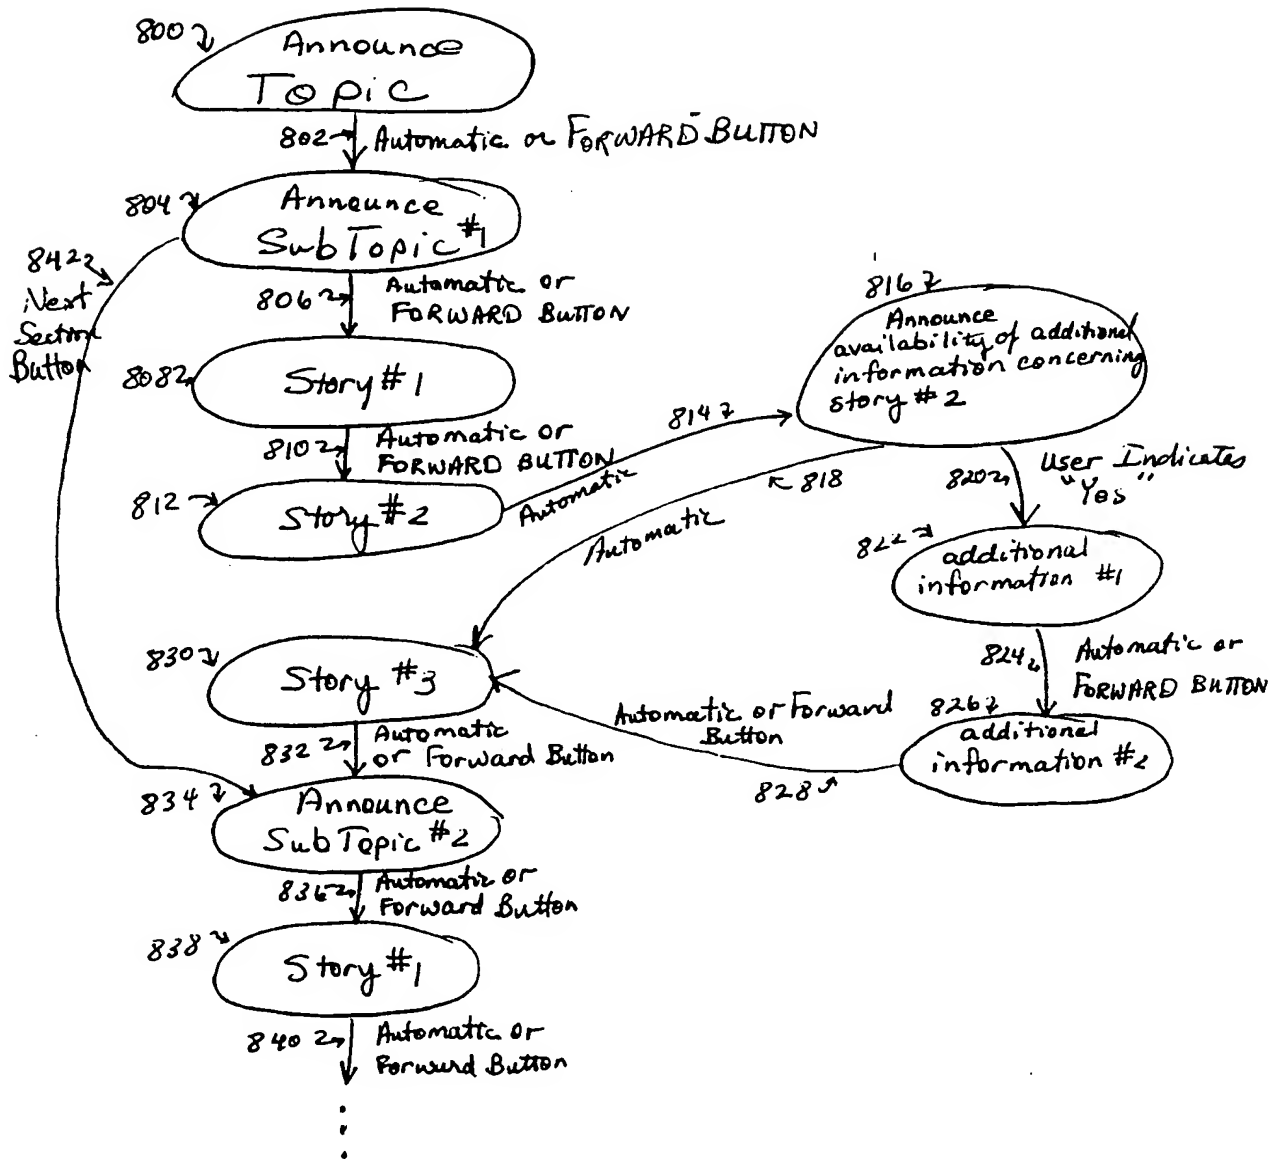 800
Announce
Topic
802
Automatic or FORWARD BUTTON
804
Announce
SubTopic #1
842
Next
Section
Button
806
Automatic or
FORWARD BUTTON
808
Story #1
810
Automatic or
FORWARD BUTTON
812
Story #2
814
Automatic
816
Announce
availability of additional
information concerning
story #2
818
Automatic
820
User Indicates
"Yes"
822
additional
information #1
824
Automatic or
FORWARD BUTTON
826
additional
information #2
Automatic or Forward
Button
828
830
Story #3
832
Automatic
or Forward Button
834
Announce
SubTopic #2
836
Automatic or
Forward Button
838
Story #1
840
Automatic or
Forward Button